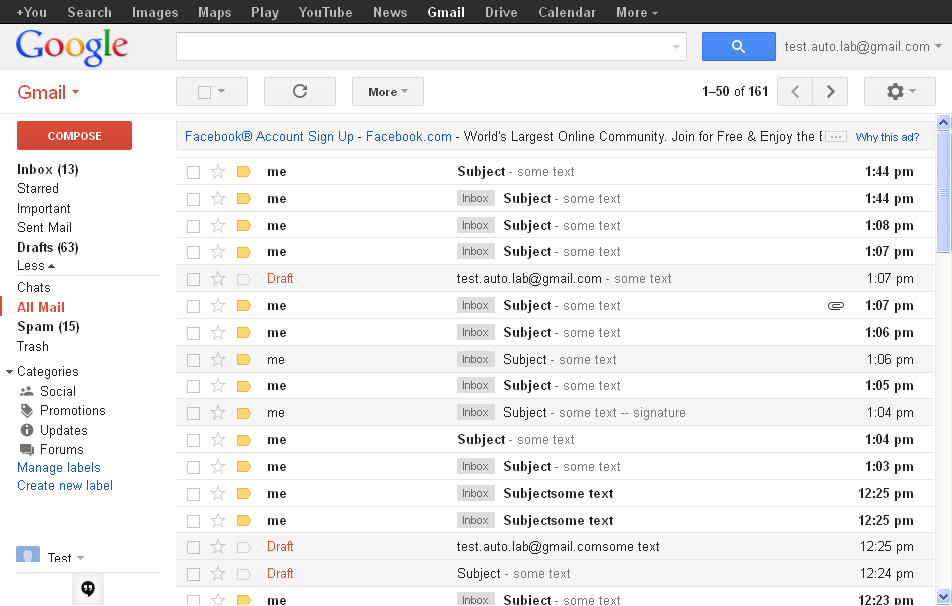 +You Search Images Maps Play YouTube News Gmail Drive Calendar More
Google
test.auto.lab@gmail.com
Gmail
More
1–50 of 161
COMPOSE
Facebook® Account Sign Up - Facebook.com - World's Largest Online Community. Join for Free & Enjoy the E ... Why this ad?
Inbox (13)
Starred
Important
Sent Mail
Drafts (63)
Less
Chats
All Mail
Spam (15)
Trash
Categories
Social
Promotions
Updates
Forums
Manage labels
Create new label
Test
me Subject - some text 1:44 pm
me Inbox Subject - some text 1:44 pm
me Inbox Subject - some text 1:08 pm
me Inbox Subject - some text 1:07 pm
Draft test.auto.lab@gmail.com - some text 1:07 pm
me Inbox Subject - some text 1:07 pm
me Inbox Subject - some text 1:06 pm
me Inbox Subject - some text 1:06 pm
me Inbox Subject - some text 1:05 pm
me Inbox Subject - some text -- signature 1:04 pm
me Subject - some text 1:04 pm
me Inbox Subject - some text 1:03 pm
me Inbox Subjectsome text 12:25 pm
me Inbox Subjectsome text 12:25 pm
Draft test.auto.lab@gmail.comsome text 12:25 pm
Draft Subject - some text 12:24 pm
me Inbox Subject - some text 12:23 pm